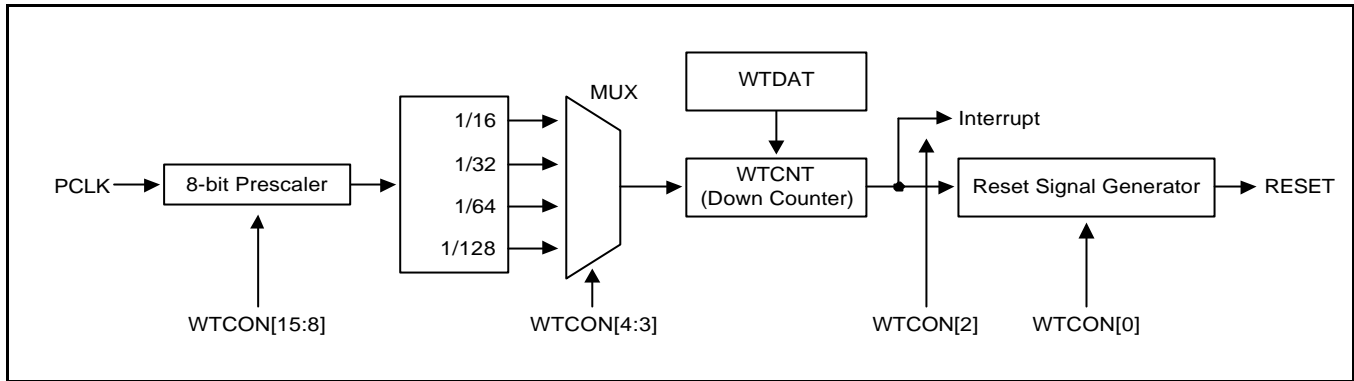 WTDAT
MUX
1/16
Interrupt
1/32
PCLK
8-bit Prescaler
WTCNT
(Down Counter)
Reset Signal Generator
RESET
1/64
1/128
WTCON[15:8]
WTCON[4:3]
WTCON[2]
WTCON[0]